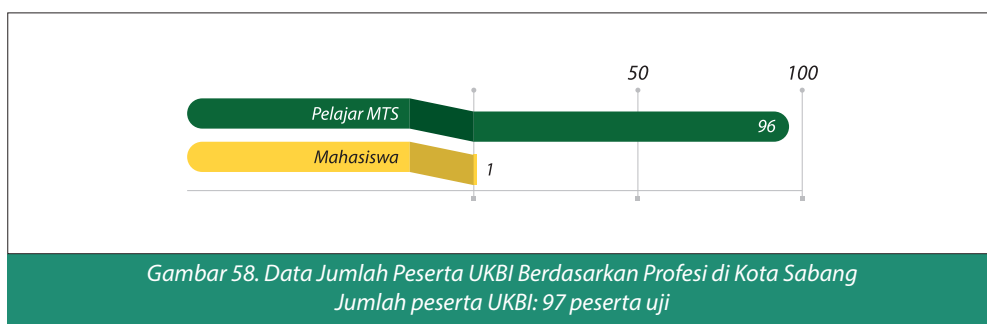 50 100
Pelajar MTS 96
Mahasiswa 1
Gambar 58. Data Jumlah Peserta UKBI Berdasarkan Profesi di Kota Sabang
Jumlah peserta UKBI: 97 peserta uji